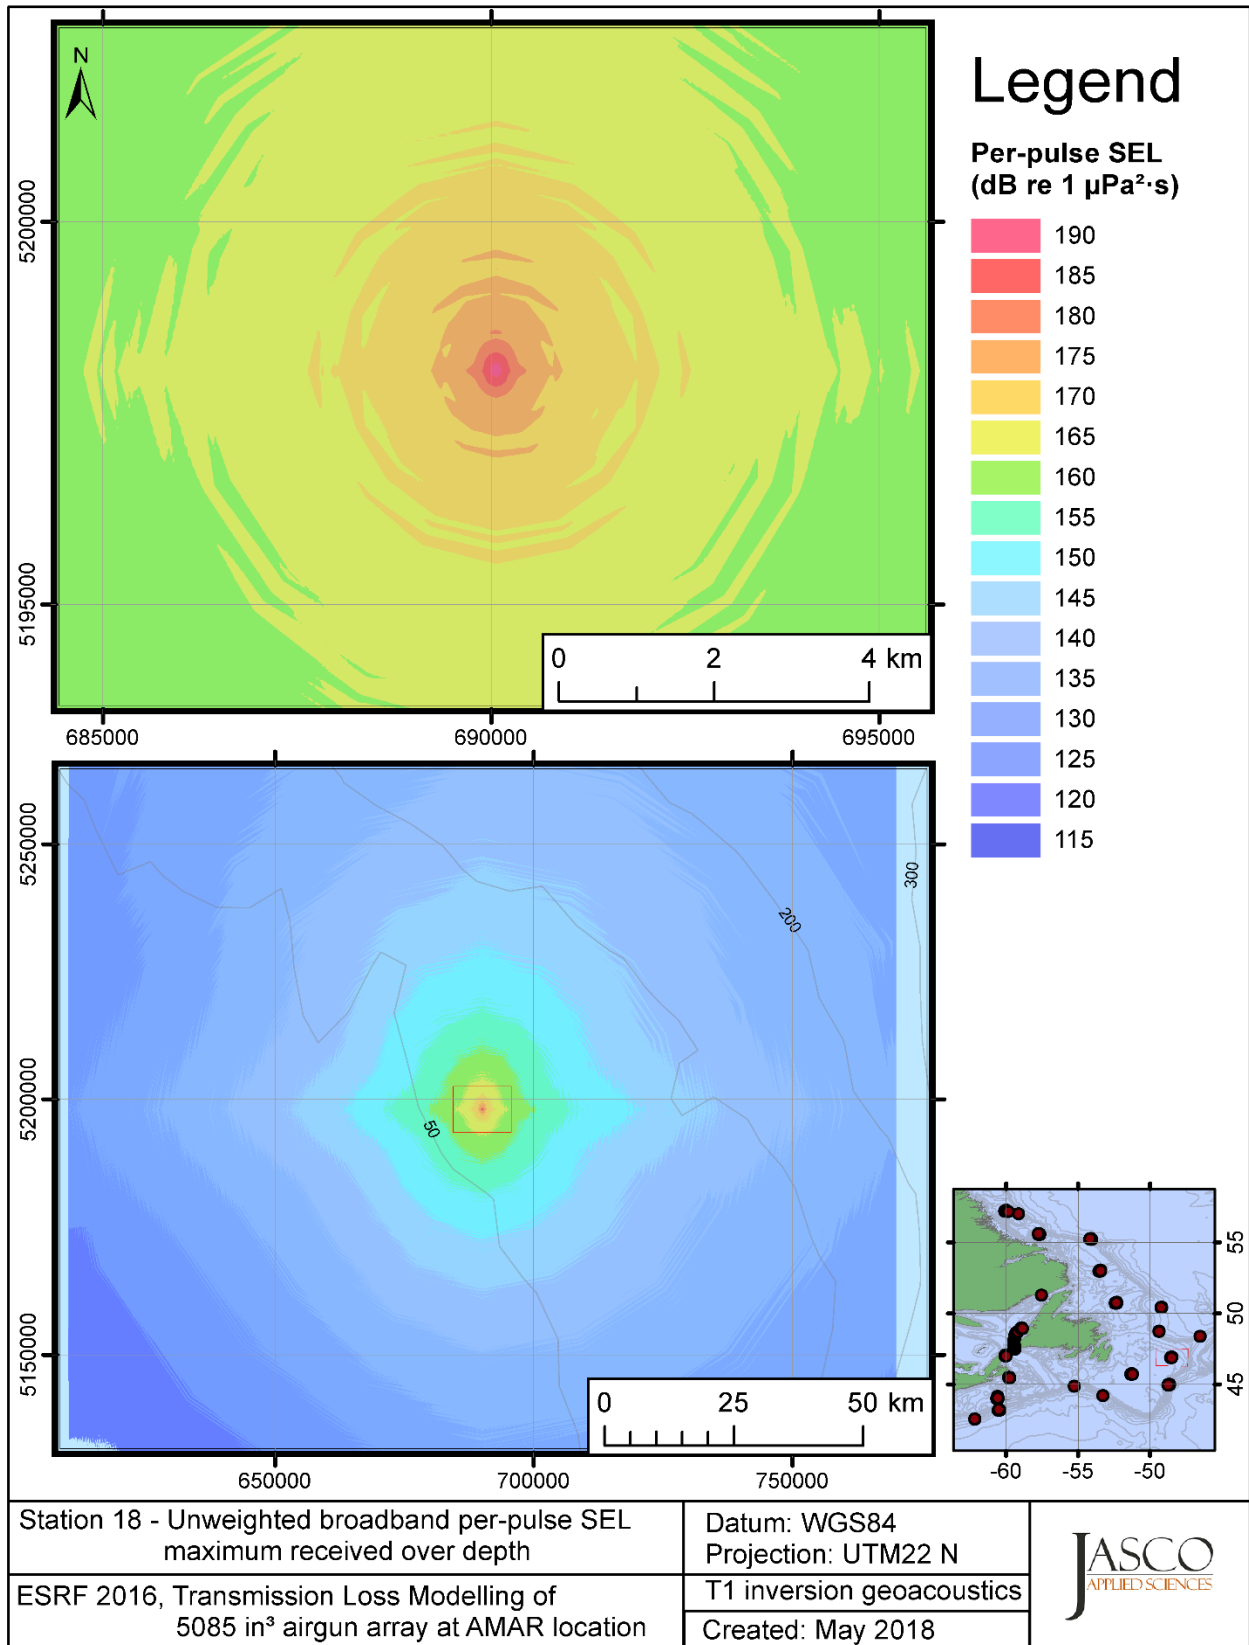 N
5200000
5195000
0 2 4 km
685000 690000 695000
Legend
Per-pulse SEL
(dB re 1 µPa²·s)
190
185
180
175
170
165
160
155
150
145
140
135
130
125
120
115
5250000
5200000
5150000
300
200
50
0 25 50 km
650000 700000 750000
55
50
45
-60 -55 -50
Station 18 - Unweighted broadband per-pulse SEL
maximum received over depth
ESRF 2016, Transmission Loss Modelling of
5085 in³ airgun array at AMAR location
Datum: WGS84
Projection: UTM22 N
T1 inversion geoacoustics
Created: May 2018
JASCO
APPLIED SCIENCES